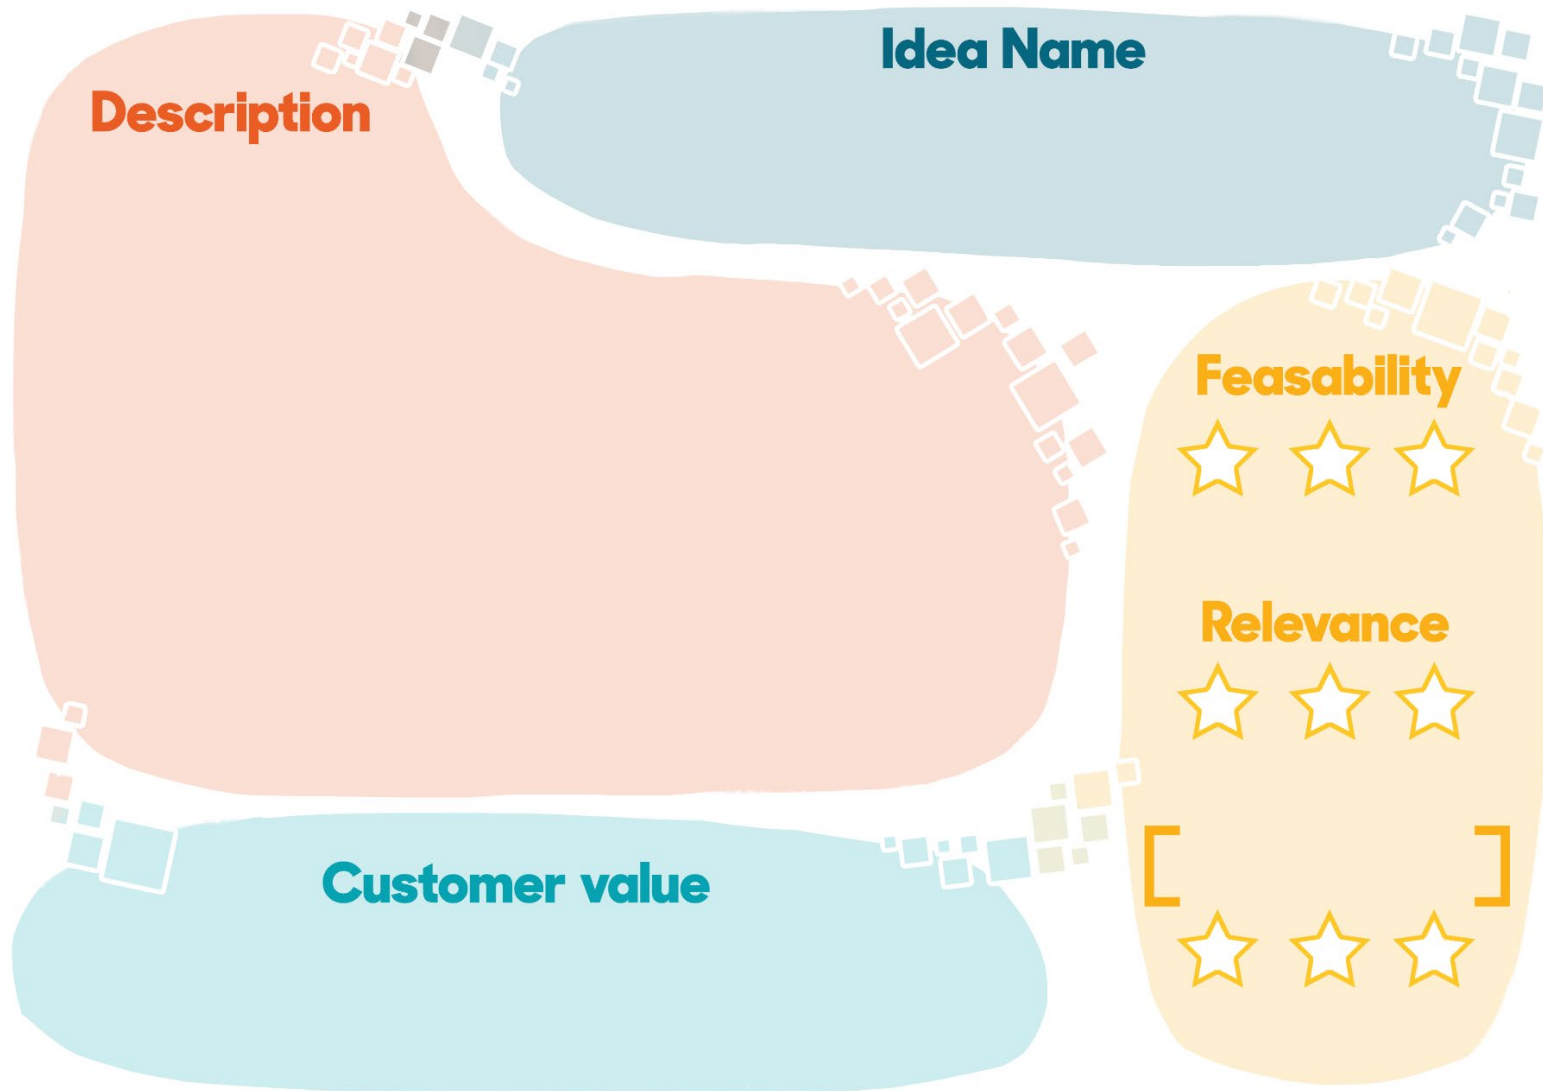 Idea Name
Description
Feasability
Relevance
[ ]
Customer value